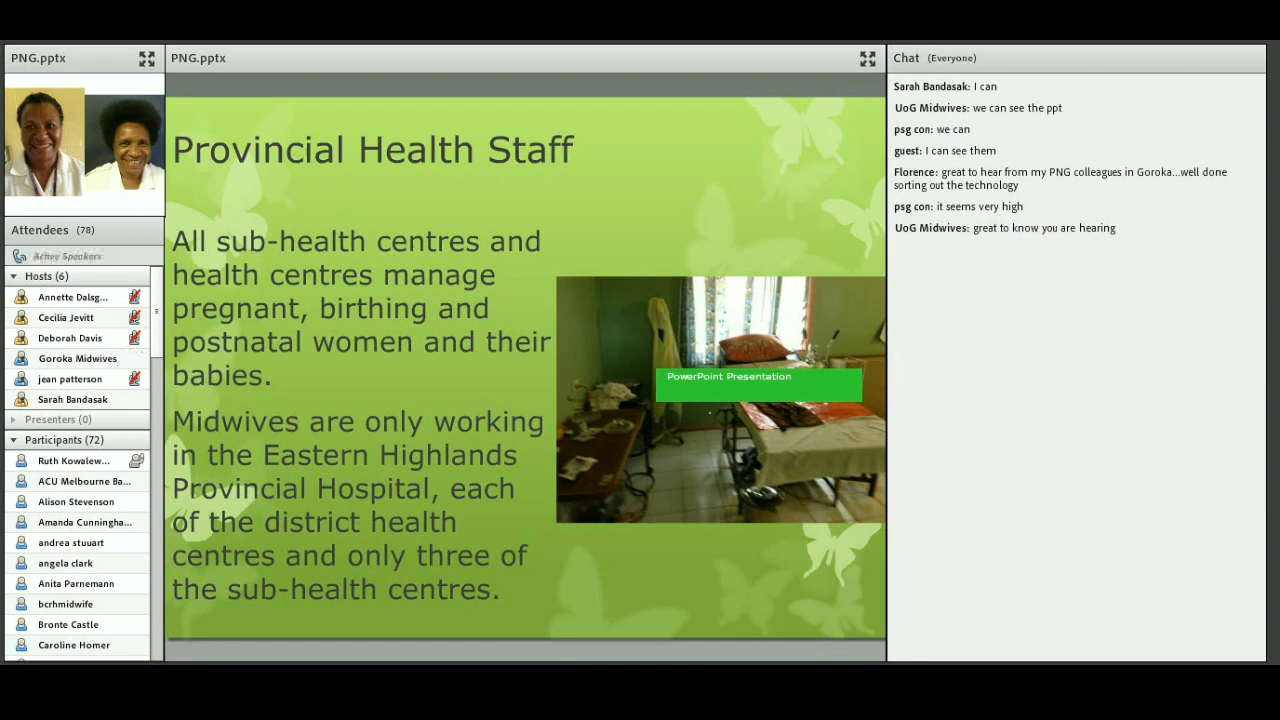 PNG.pptx
PNG.pptx
Chat (Everyone)
Attendees (78)
Active Speakers
Hosts (6)
Annette Dalsg...
Cecilia Jevitt
Deborah Davis
Goroka Midwives
jean patterson
Sarah Bandasak
Presenters (0)
Participants (72)
Ruth Kowalew...
ACU Melbourne Ba...
Alison Stevenson
Amanda Cunningha...
andrea stuuart
angela clark
Anita Parnemann
bcrhmidwife
Bronte Castle
Caroline Homer
Provincial Health Staff
All sub-health centres and
health centres manage
pregnant, birthing and
postnatal women and their
babies.
Midwives are only working
in the Eastern Highlands
Provincial Hospital, each
of the district health
centres and only three of
the sub-health centres.
PowerPoint Presentation
Sarah Bandasak: I can
UoG Midwives: we can see the ppt
psg con: we can
guest: I can see them
Florence: great to hear from my PNG colleagues in Goroka...well done
sorting out the technology
psg con: it seems very high
UoG Midwives: great to know you are hearing